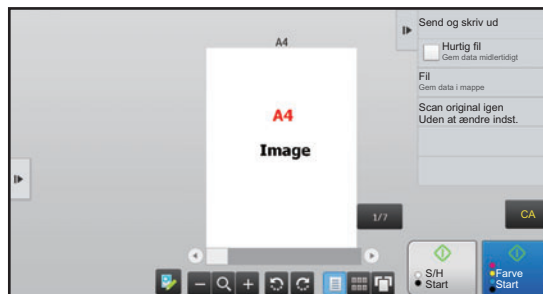 A4
A4
Image
1/7
Send og skriv ud
Hurtig fil
Gem data midlertidigt
Fil
Gem data i mappe
Scan original igen
Uden at ændre indst.
CA
S/H
Start
Farve
Start